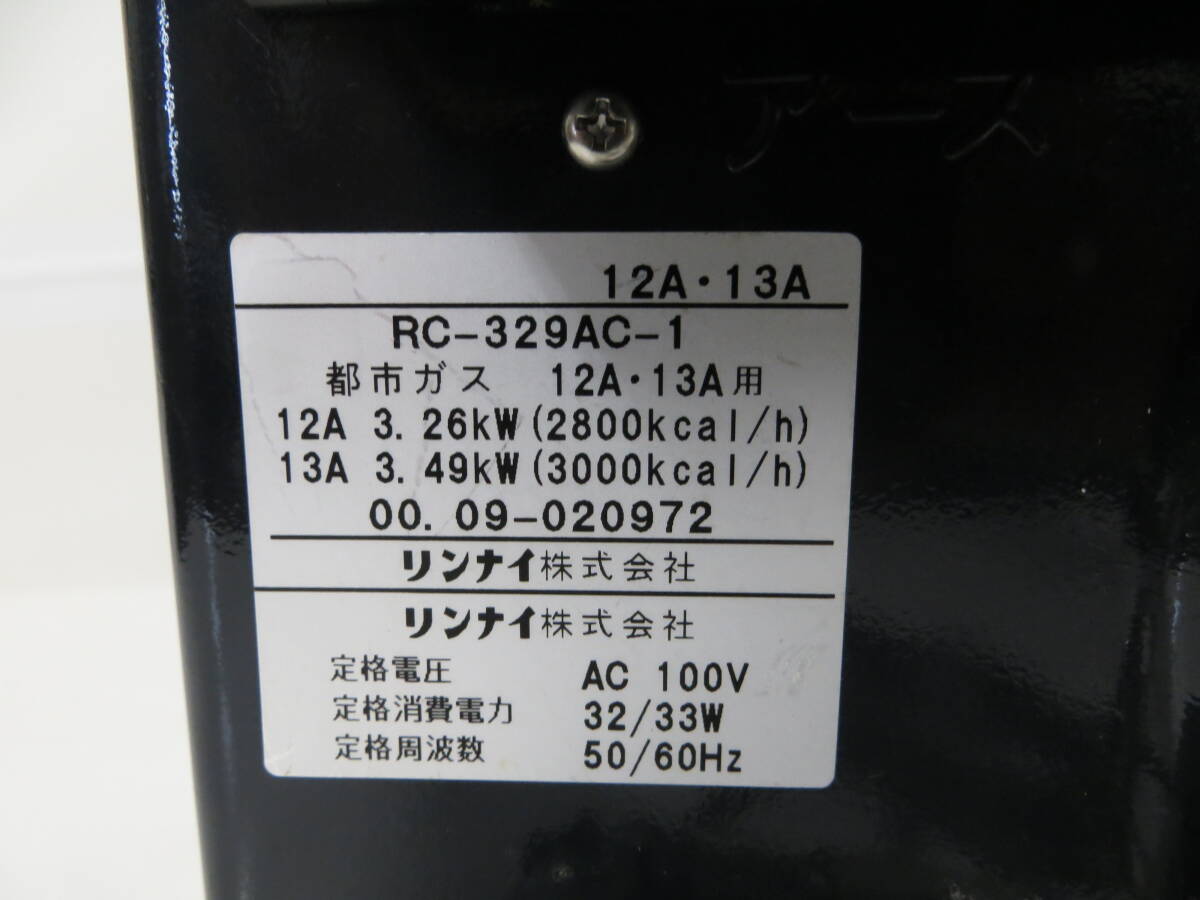 アース
12A・13A
RC-329AC-1
都市ガス 12A・13A用
12A 3.26kW(2800kcal/h)
13A 3.49kW(3000kcal/h)
00.09-020972
リンナイ株式会社
リンナイ株式会社
定格電圧 AC 100V
定格消費電力 32/33W
定格周波数 50/60Hz